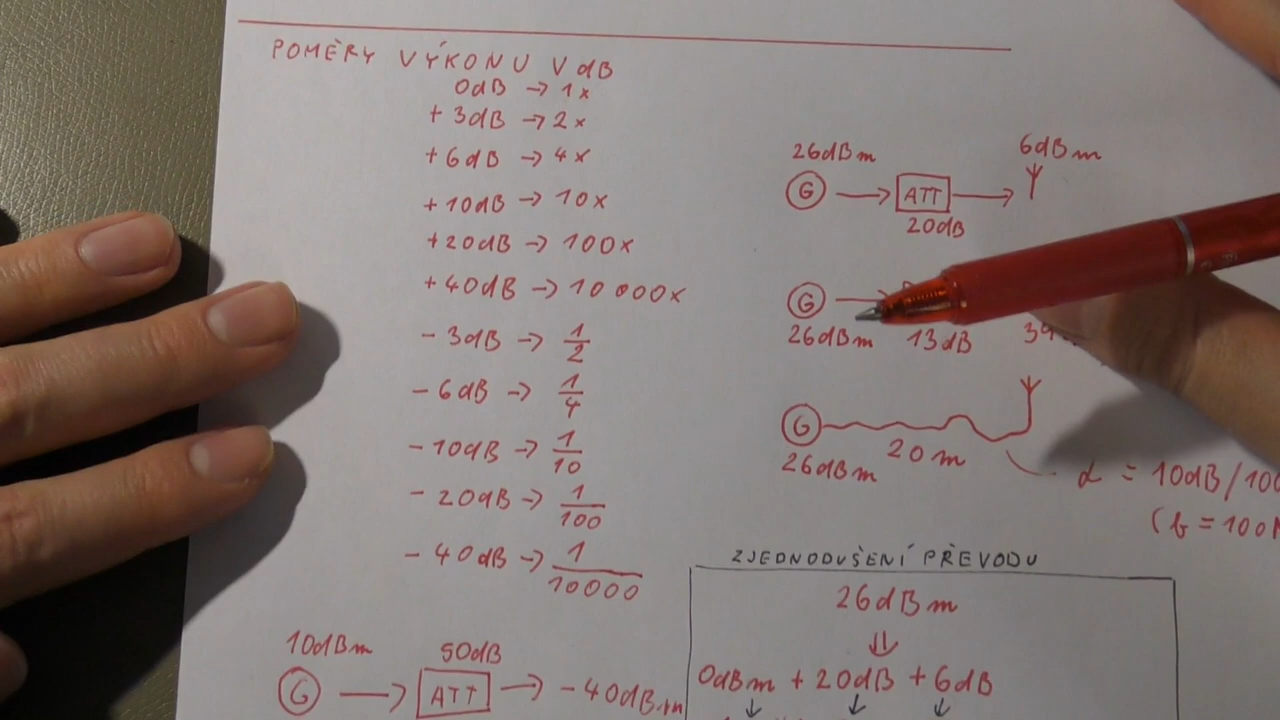 POMĚRY VÝKONU V dB
0dB → 1x
+ 3dB → 2x
+ 6dB → 4x
+ 10dB → 10x
+ 20dB → 100x
+ 40dB → 10 000x
- 3dB → 1/2
- 6dB → 1/4
- 10dB → 1/10
- 20dB → 1/100
- 40dB → 1/10000
10dBm 50dB
G → ATT → -40dBm
26dBm 6dBm
G → ATT →
20dB
G →
26dBm 13dB
G
26dBm 20m
α = 10dB/
ZJEDNODUŠENÍ PŘEVODU
26dBm
⇓
0dBm + 20dB + 6dB
↓ ↓ ↓